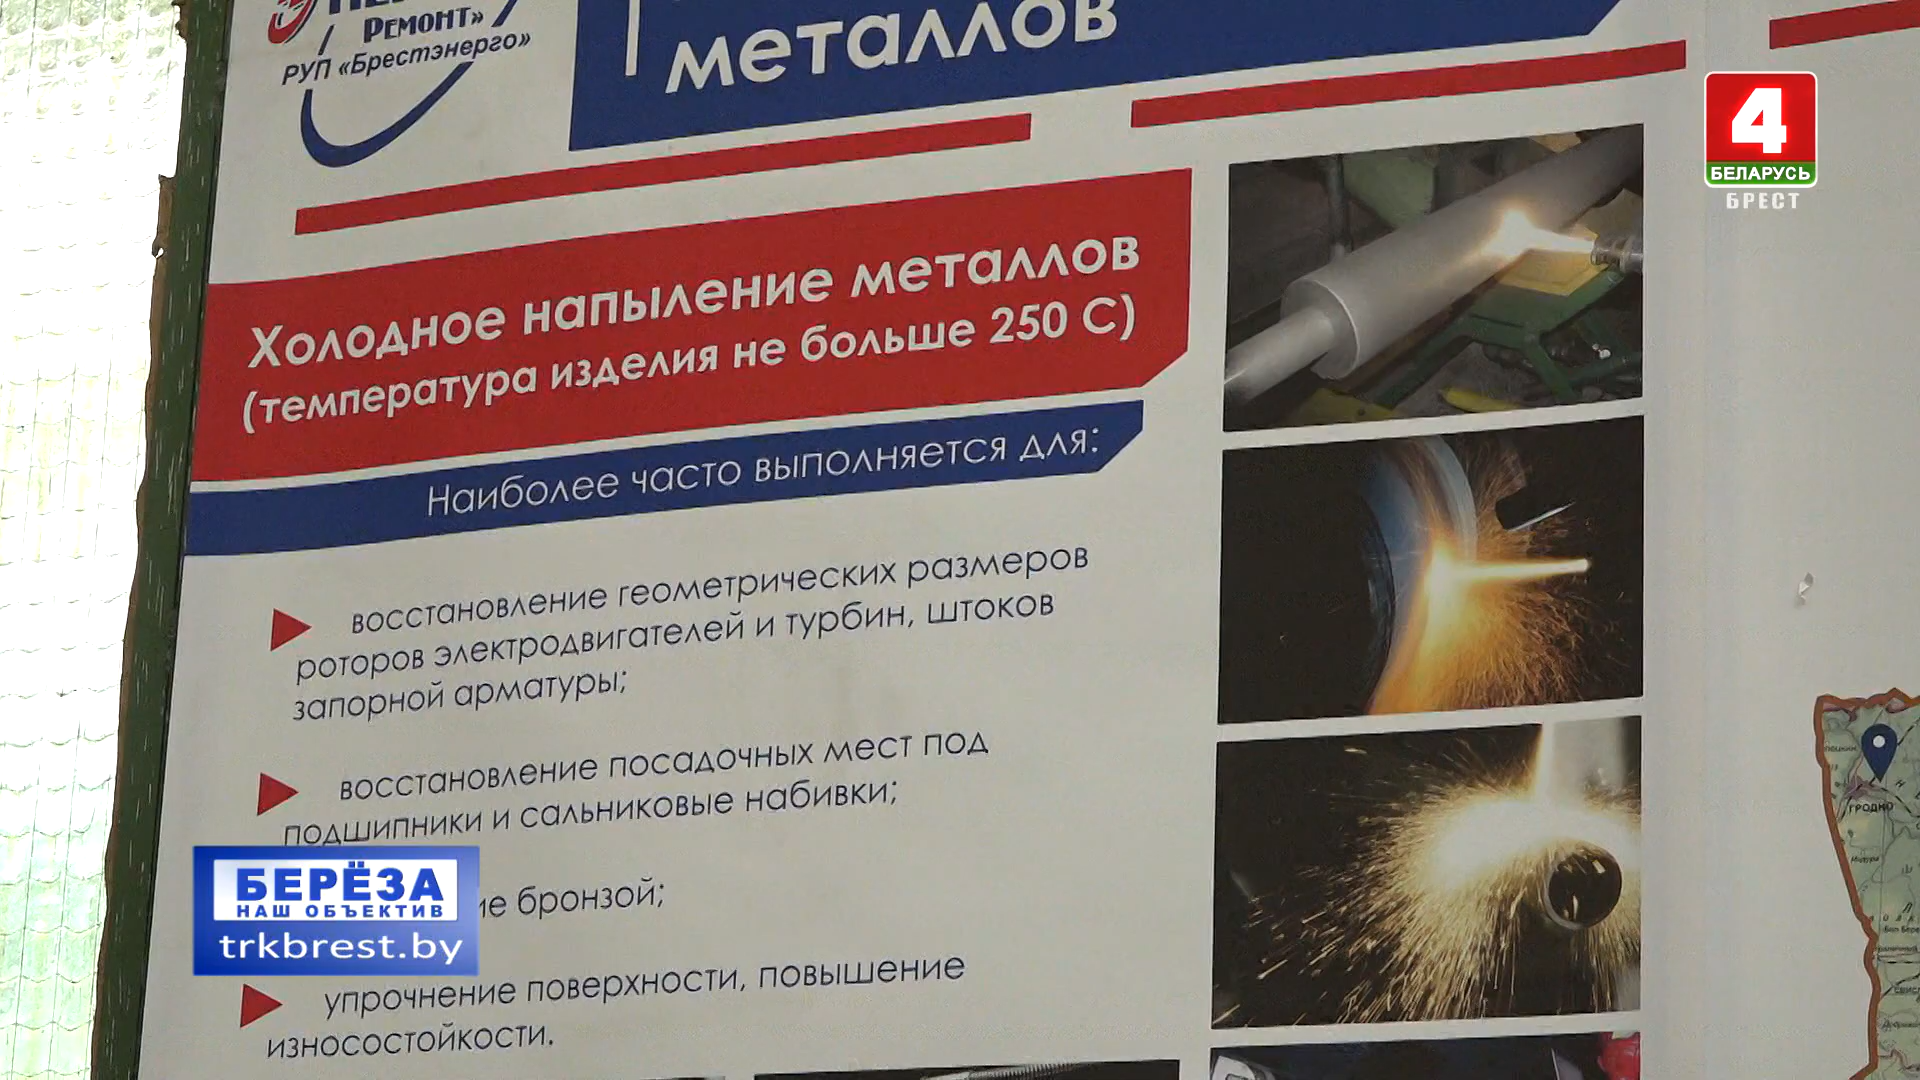 Ремонт»
РУП «Брестэнерго»
металлов
4
БЕЛАРУСЬ
БРЕСТ
Холодное напыление металлов
(температура изделия не больше 250 С)
Наиболее часто выполняется для:
восстановление геометрических размеров
роторов электродвигателей и турбин, штоков
запорной арматуры;
восстановление посадочных мест под
подшипники и сальниковые набивки;
бронзой;
упрочнение поверхности, повышение
износостойкости.
БЕРЁЗА
НАШ ОБЪЕКТИВ
trkbrest.by
ГРОДНО